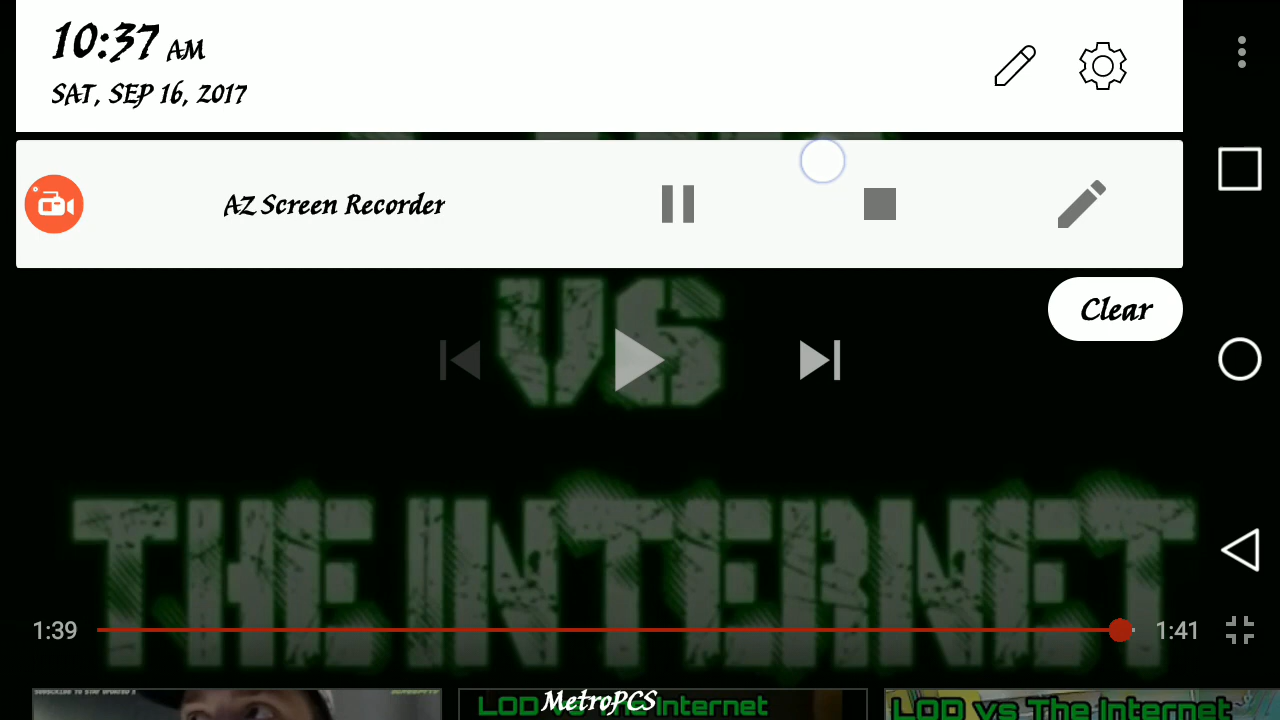 10:37 AM
SAT, SEP 16, 2017
AZ Screen Recorder
Clear
VS
THE INTERNET
1:39
1:41
LOD vs The Internet
LOD vs The Internet
MetroPCS